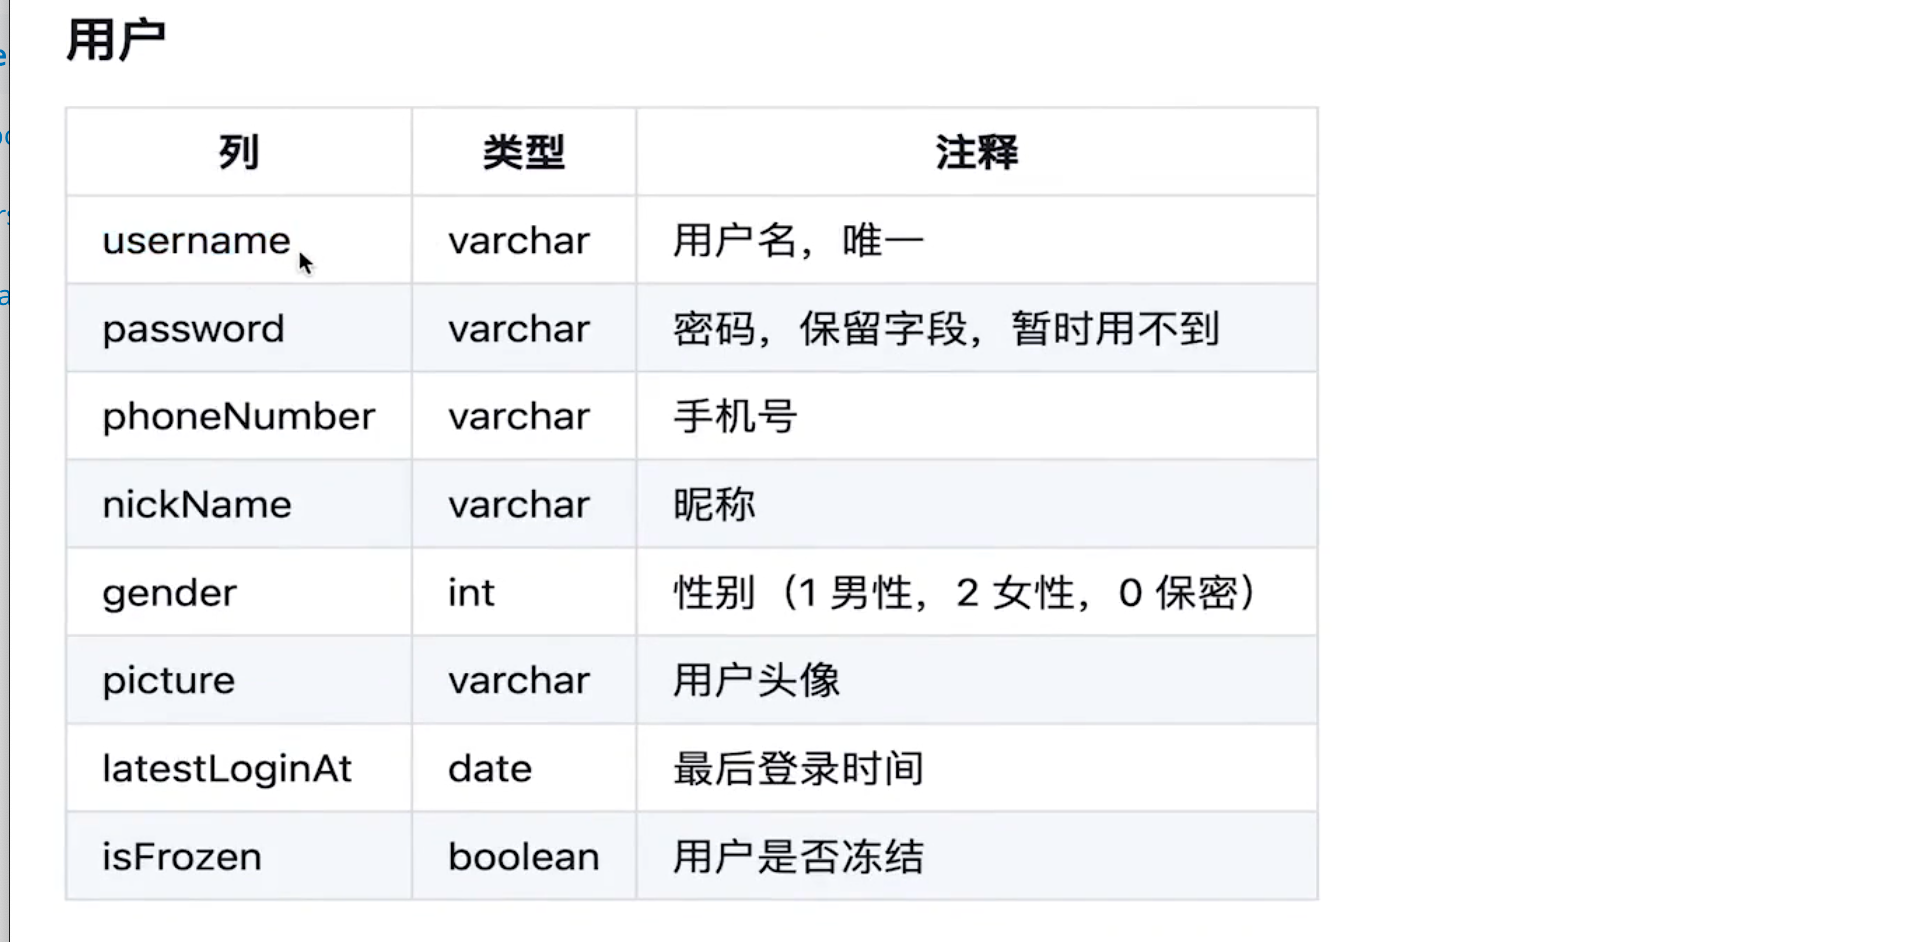 用户
列 类型 注释
username varchar 用户名，唯一
password varchar 密码，保留字段，暂时用不到
phoneNumber varchar 手机号
nickName varchar 昵称
gender int 性别（1 男性，2 女性，0 保密）
picture varchar 用户头像
latestLoginAt date 最后登录时间
isFrozen boolean 用户是否冻结